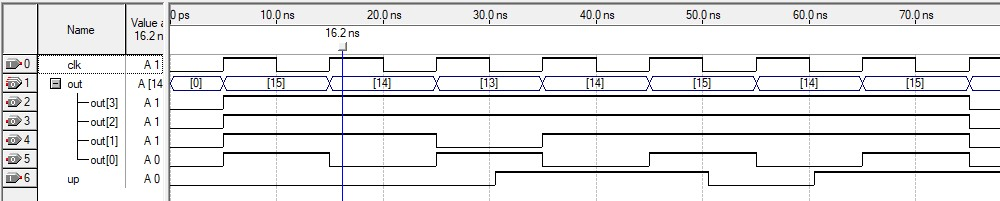 Name Value a 16.2 n 0 ps 10.0 ns 20.0 ns 30.0 ns 40.0 ns 50.0 ns 60.0 ns 70.0 ns
16.2 ns
0 clk A 1
1 out A [14 [0] [15] [14] [13] [14] [15] [14] [15]
2 out[3] A 1
3 out[2] A 1
4 out[1] A 1
5 out[0] A 0
6 up A 0